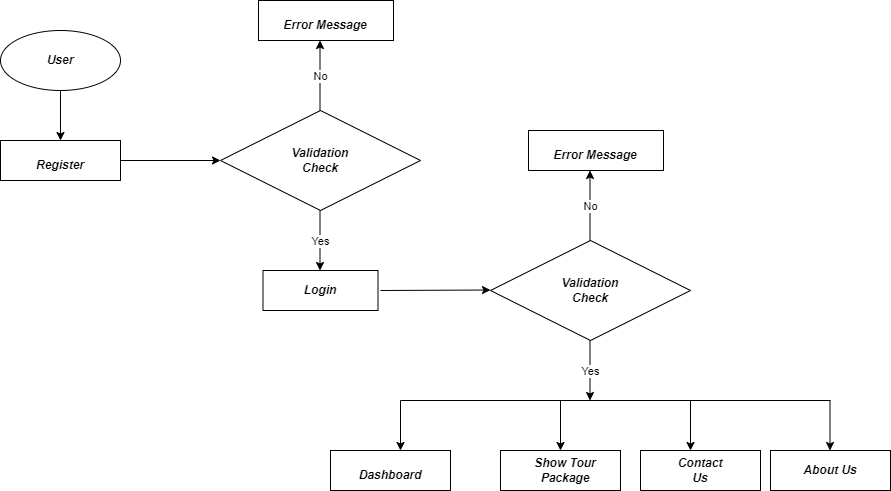 Error Message
User
No
Validation
Check
Register
Error Message
No
Yes
Login
Validation
Check
Yes
Dashboard
Show Tour
Package
Contact
Us
About Us